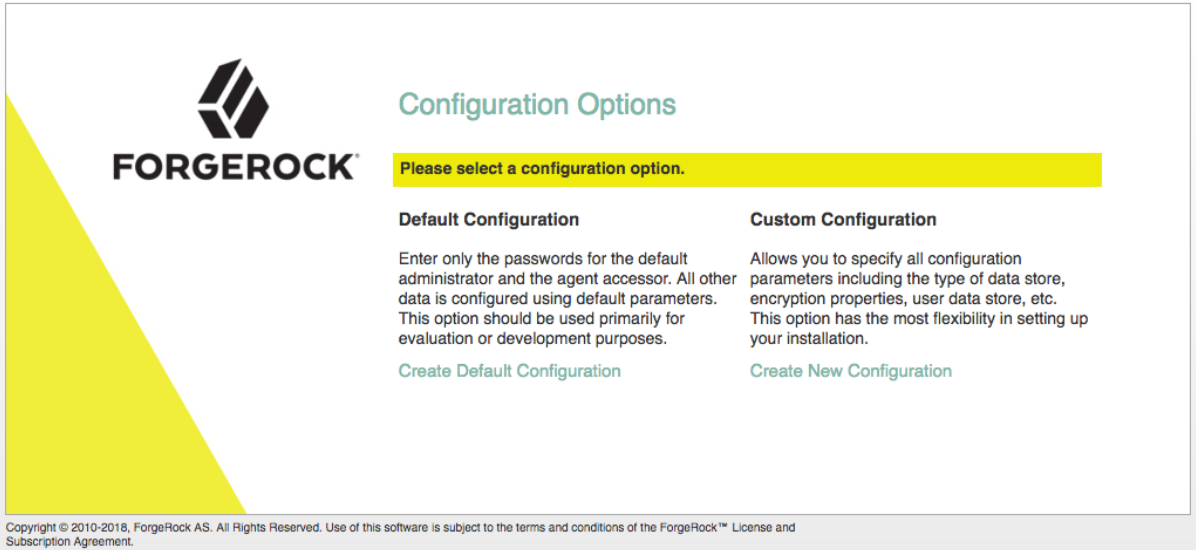 FORGEROCK
Configuration Options
Please select a configuration option.
Default Configuration
Enter only the passwords for the default
administrator and the agent accessor. All other
data is configured using default parameters.
This option should be used primarily for
evaluation or development purposes.
Create Default Configuration
Custom Configuration
Allows you to specify all configuration
parameters including the type of data store,
encryption properties, user data store, etc.
This option has the most flexibility in setting up
your installation.
Create New Configuration
Copyright © 2010-2018, ForgeRock AS. All Rights Reserved. Use of this software is subject to the terms and conditions of the ForgeRock™ License and
Subscription Agreement.